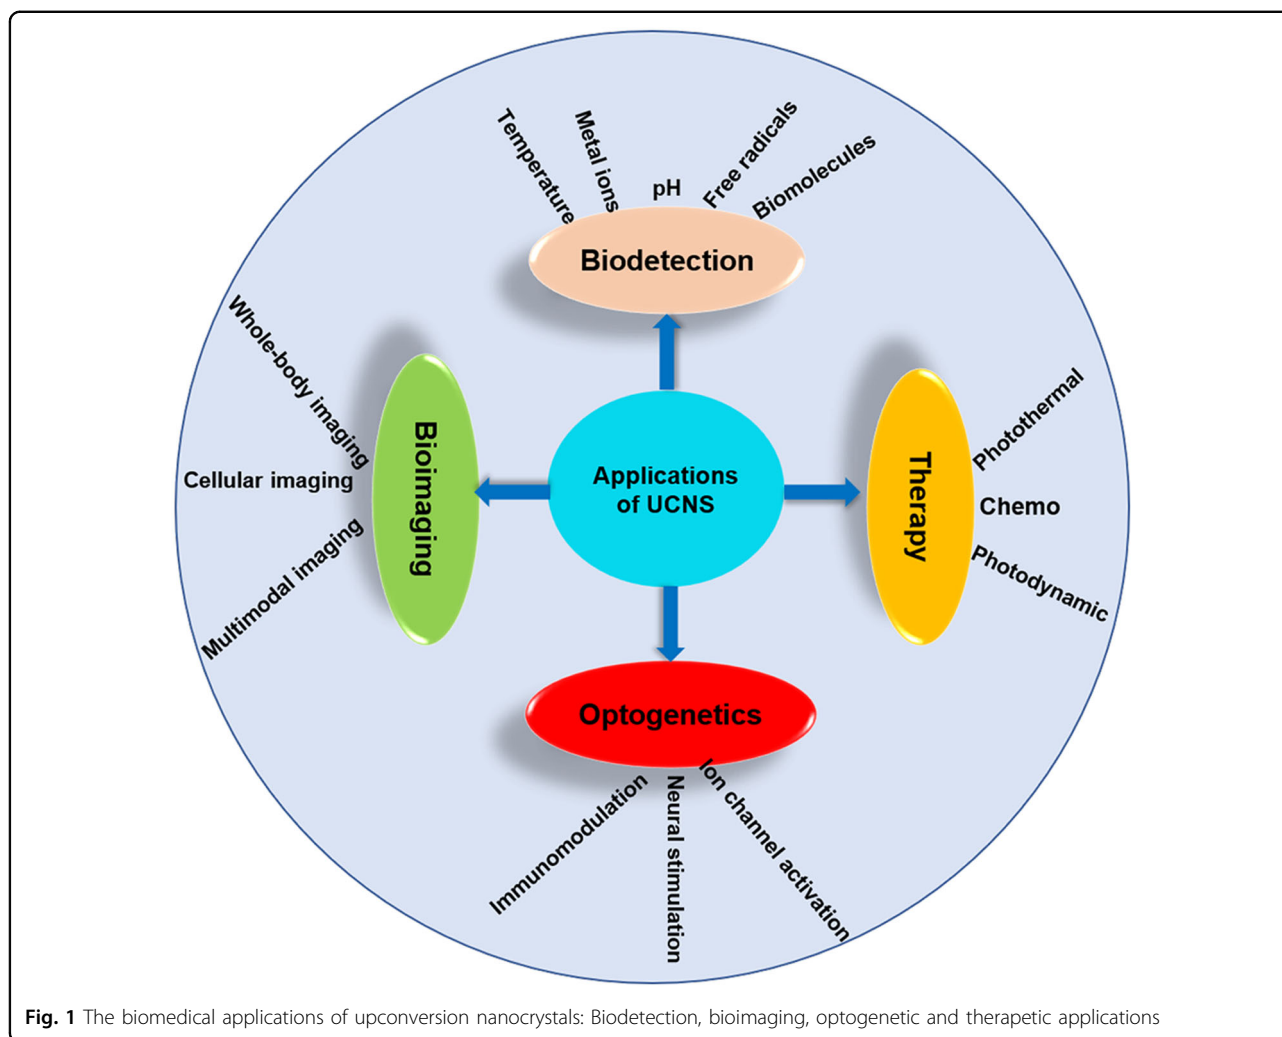 Temperature
Metal ions
pH
Free radicals
Biomolecules
Biodetection
Whole-body imaging
Cellular imaging
Multimodal imaging
Bioimaging
Applications
of UCNS
Therapy
Photothermal
Chemo
Photodynamic
Optogenetics
Immunomodulation
Neural stimulation
Ion channel activation
Fig. 1 The biomedical applications of upconversion nanocrystals: Biodetection, bioimaging, optogenetic and therapetic applications